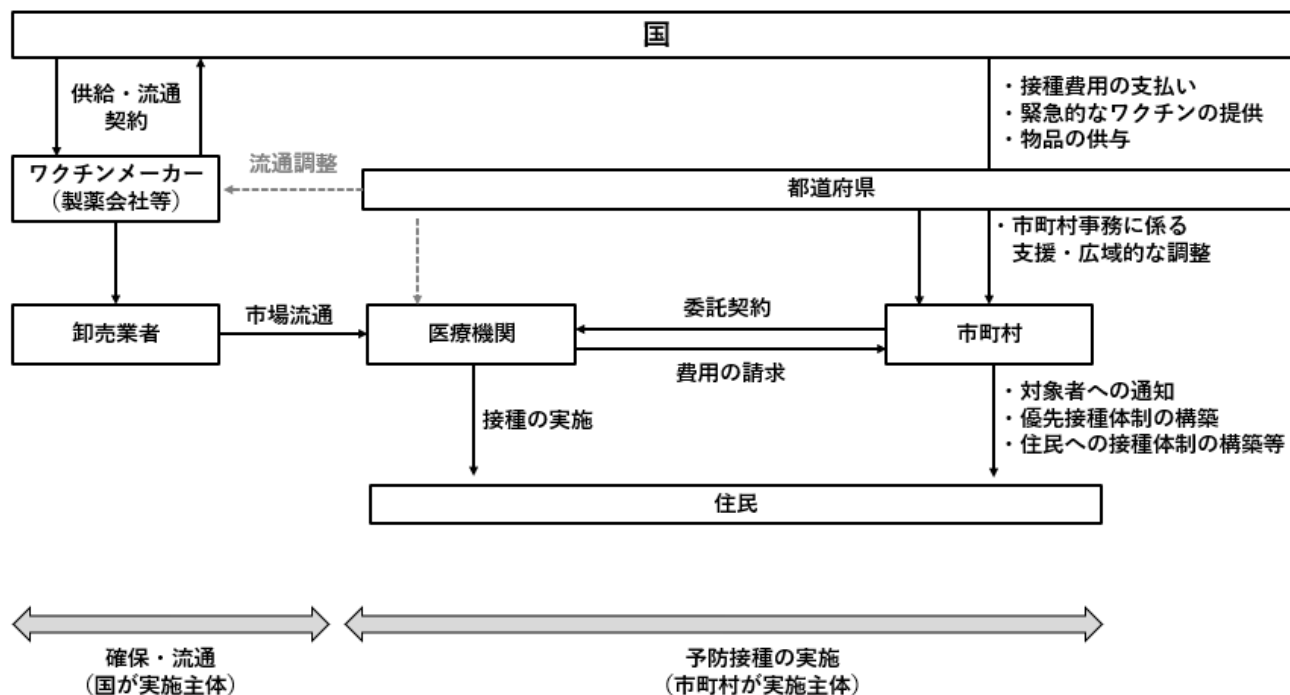 国
供給・流通
契約
・接種費用の支払い
・緊急的なワクチンの提供
・物品の供与
ワクチンメーカー
（製薬会社等）
流通調整
都道府県
・市町村事務に係る
支援・広域的な調整
卸売業者
市場流通
医療機関
委託契約
費用の請求
市町村
接種の実施
・対象者への通知
・優先接種体制の構築
・住民への接種体制の構築等
住民
確保・流通
（国が実施主体）
予防接種の実施
（市町村が実施主体）